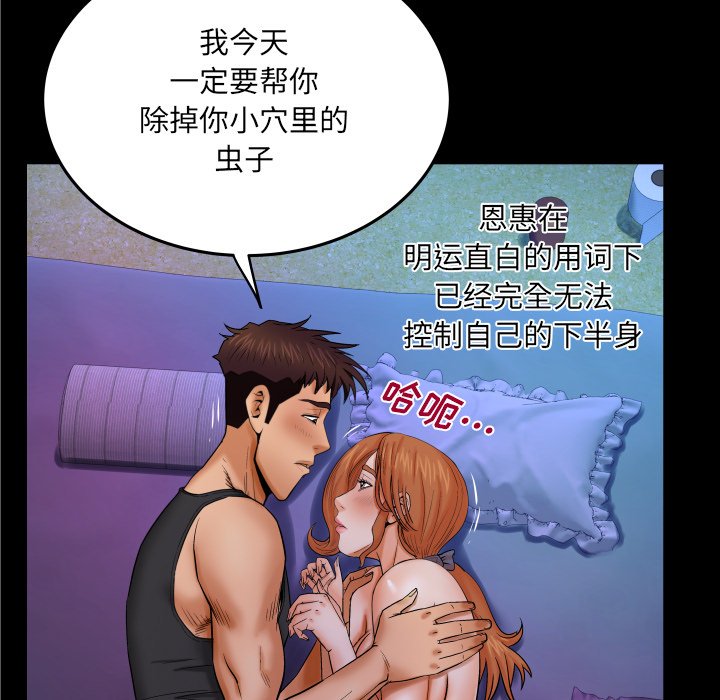 我今天
一定要帮你
除掉你小穴里的
虫子
恩惠在
明运直白的用词下
已经完全无法
控制自己的下半身
哈呃…